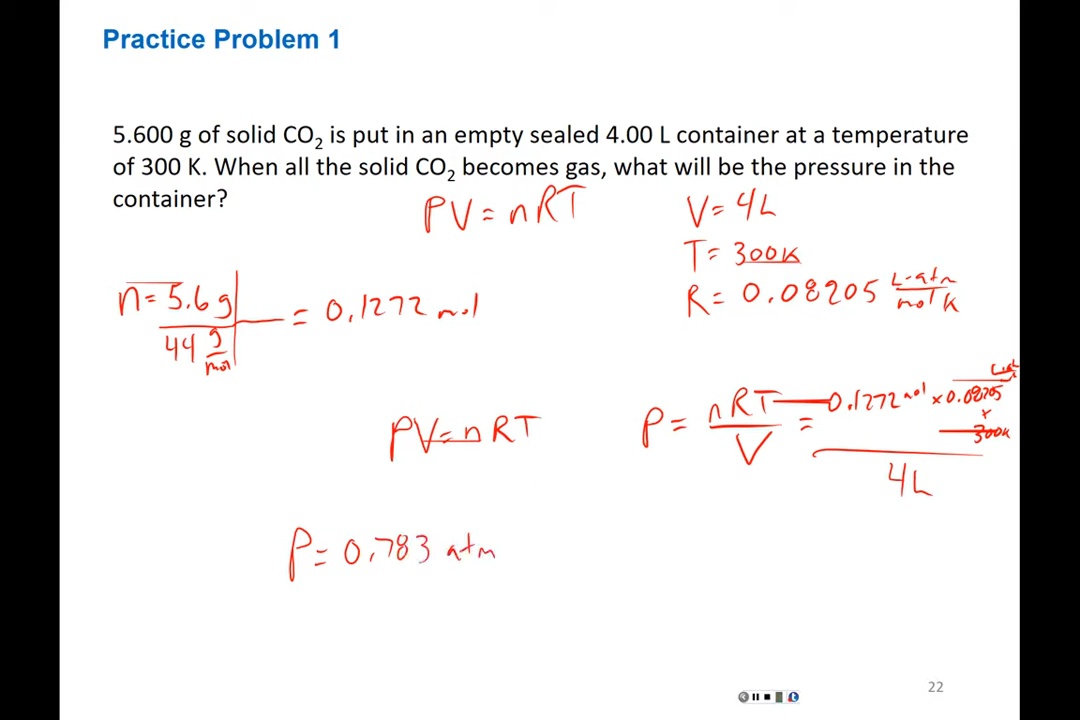 Practice Problem 1
5.600 g of solid CO₂ is put in an empty sealed 4.00 L container at a temperature
of 300 K. When all the solid CO₂ becomes gas, what will be the pressure in the
container?
PV = nRT
V = 4L
T = 300K
R = 0.08205 L-atm/mol K
n = 5.6g / 44 g/mol = 0.1272 mol
PV = nRT
P = nRT/V = 0.1272 mol × 0.08205 × 300K / 4L
P = 0.783 atm
22